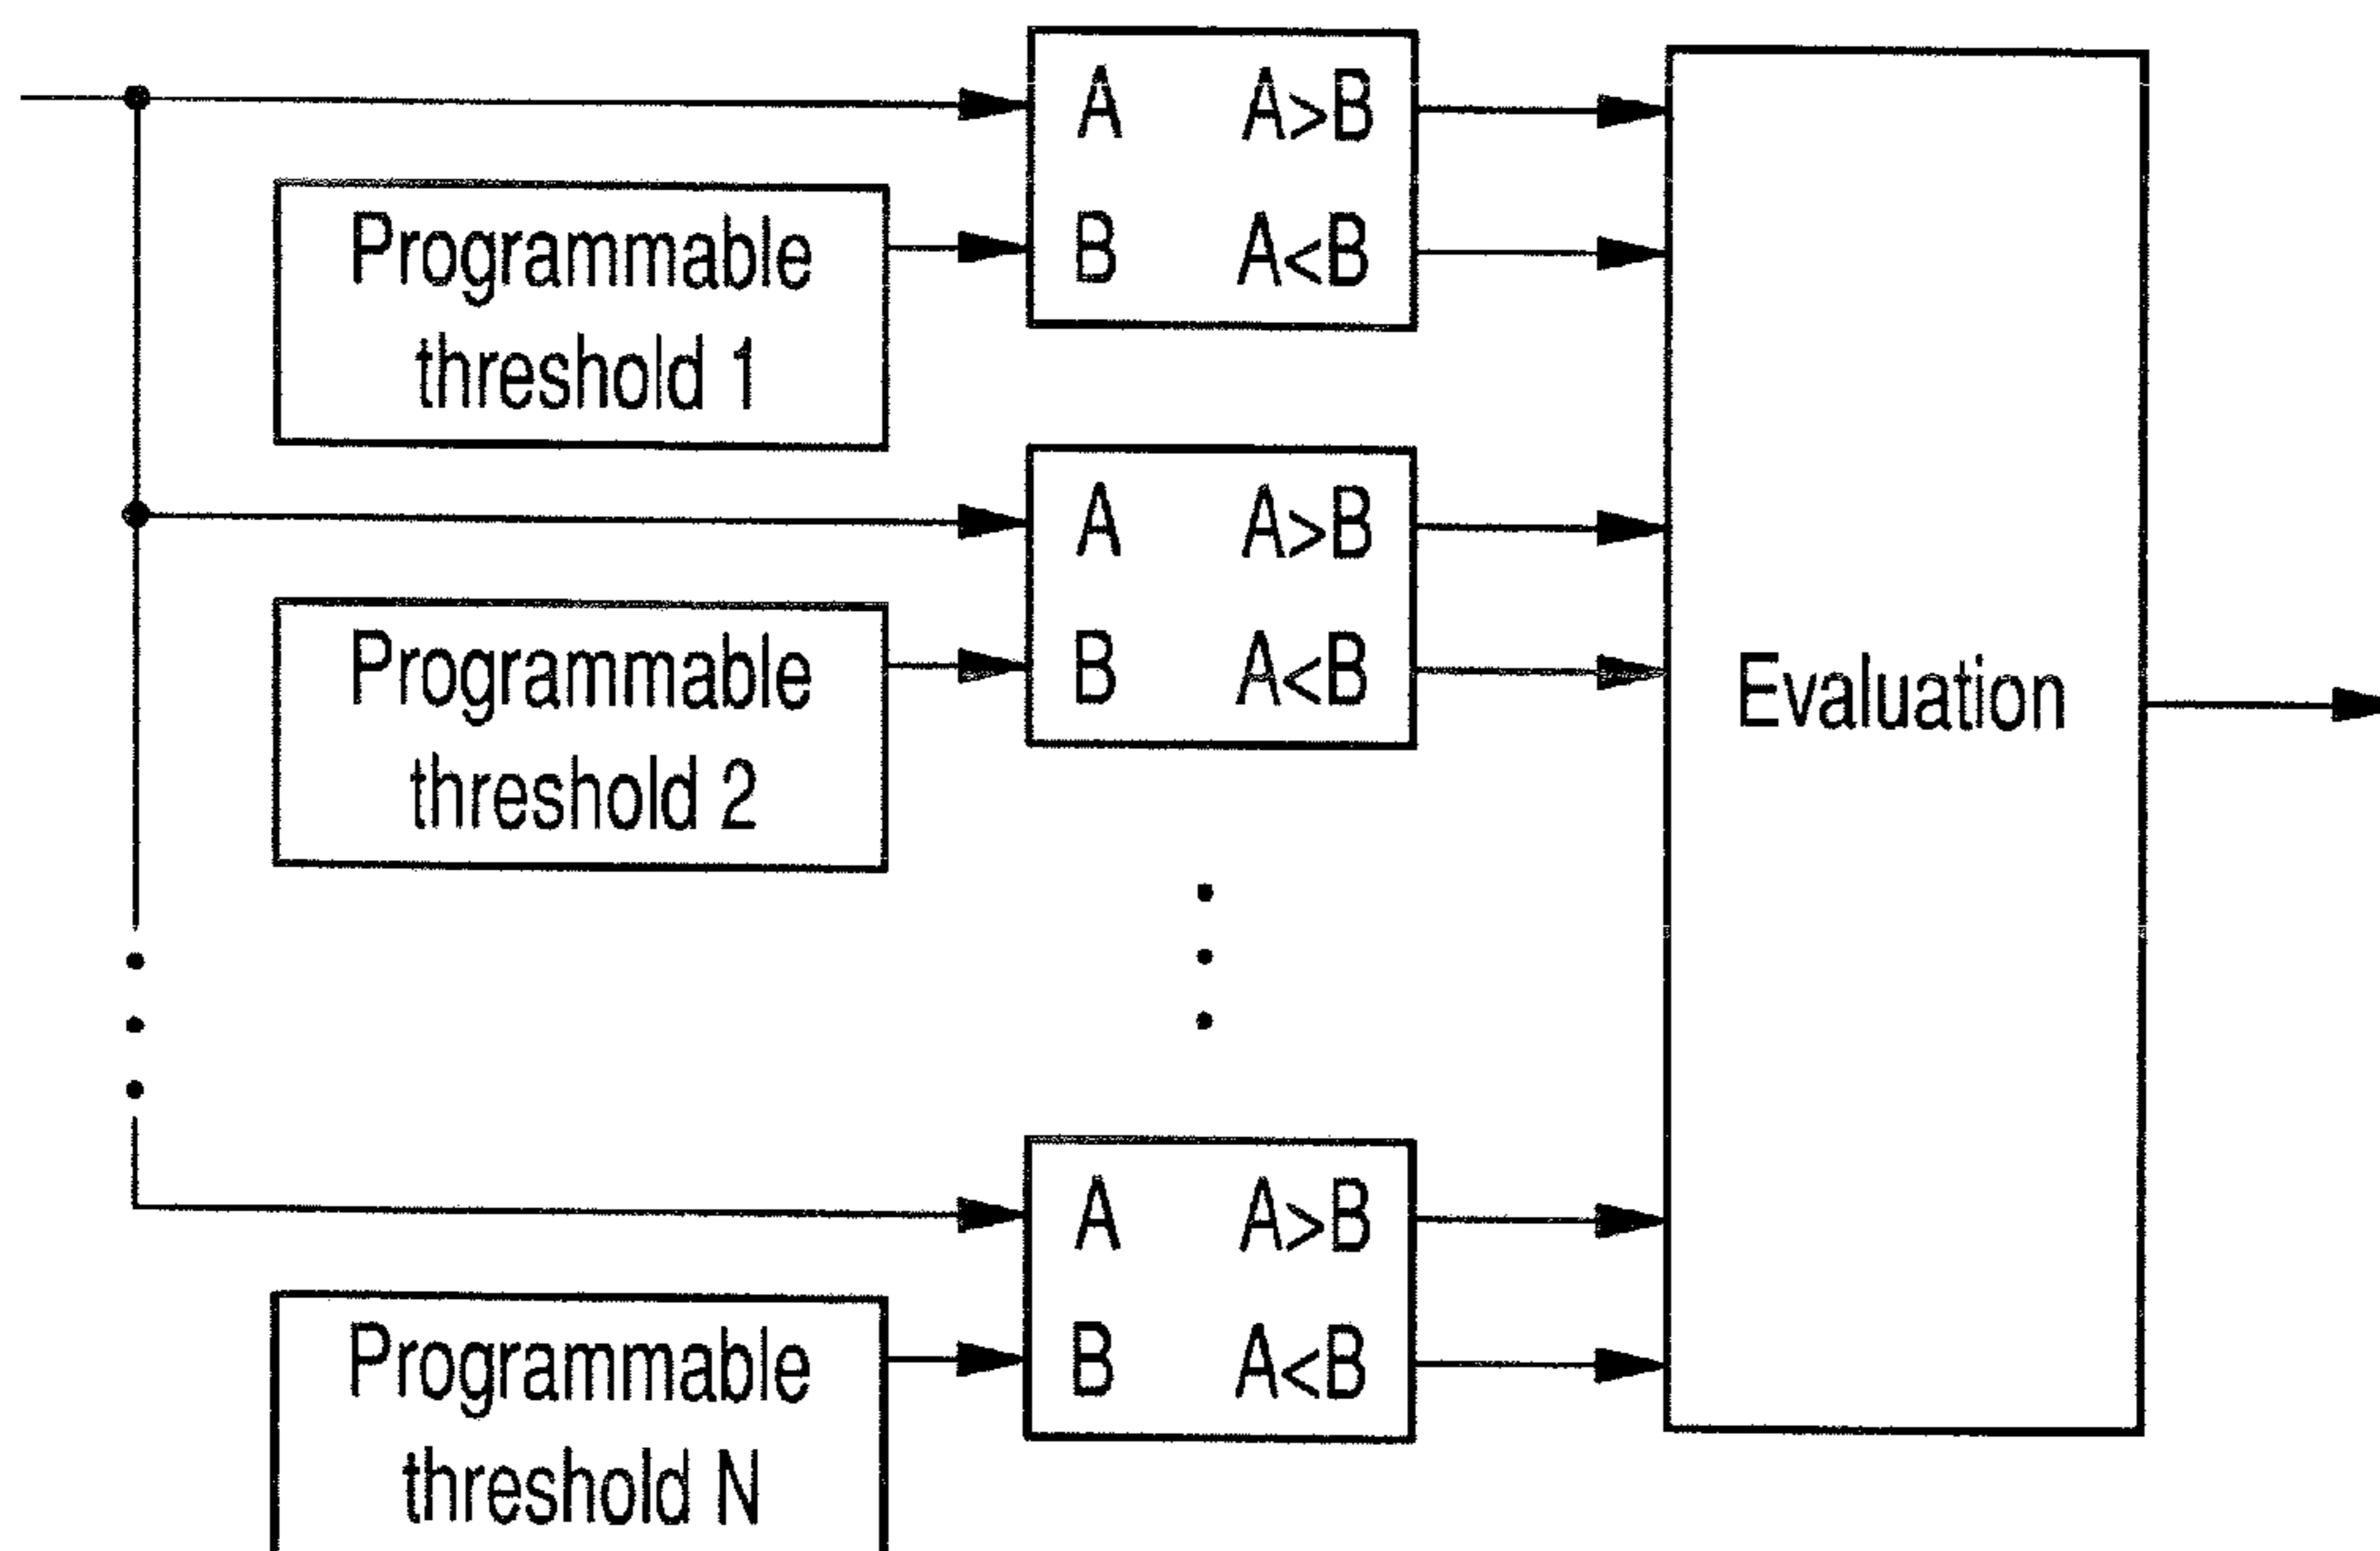 A A>B
Programmable
threshold 1
B A<B
A A>B
Programmable
threshold 2
B A<B
Evaluation
A A>B
Programmable
threshold N
B A<B